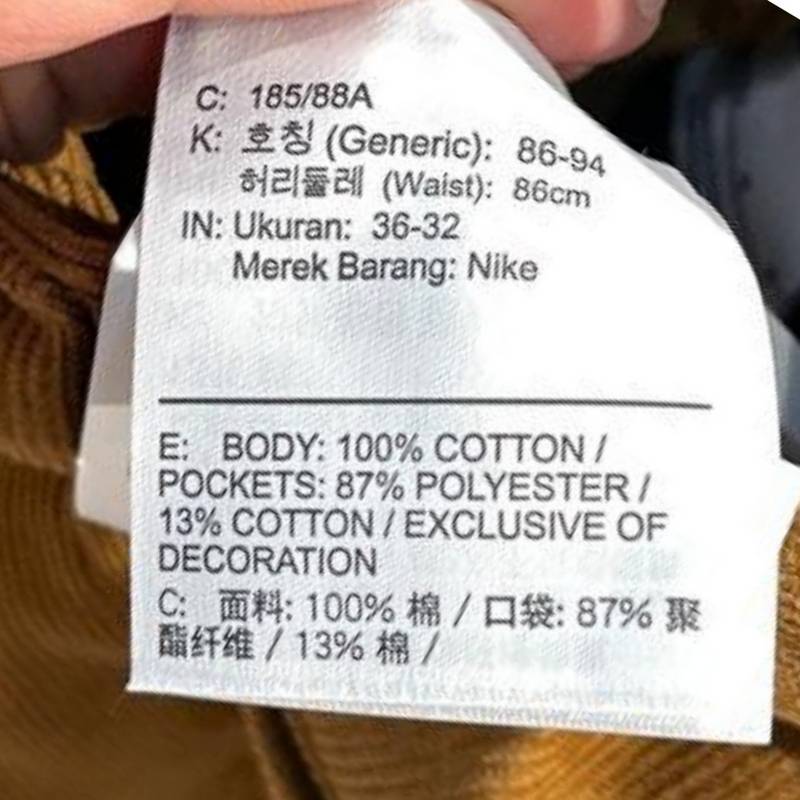 C: 185/88A
K: 호칭 (Generic): 86-94
허리둘레 (Waist): 86cm
IN: Ukuran: 36-32
Merek Barang: Nike
E: BODY: 100% COTTON /
POCKETS: 87% POLYESTER /
13% COTTON / EXCLUSIVE OF
DECORATION
C: 面料: 100% 棉 / 口袋: 87% 聚
酯纤维 / 13% 棉 /